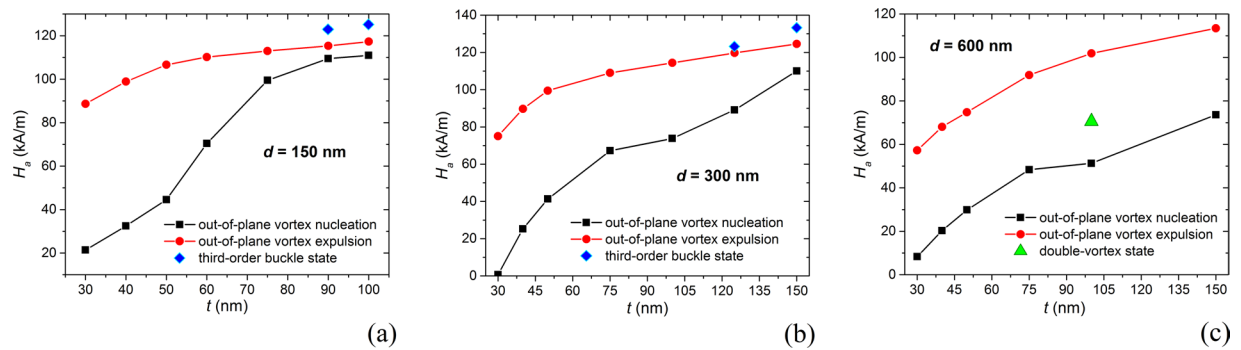 120
100
80
60
40
20
H_a (kA/m)
d = 150 nm
out-of-plane vortex nucleation
out-of-plane vortex expulsion
third-order buckle state
30 40 50 60 70 80 90 100
t (nm)
(a)
140
120
100
80
60
40
20
0
H_a (kA/m)
d = 300 nm
out-of-plane vortex nucleation
out-of-plane vortex expulsion
third-order buckle state
30 45 60 75 90 105 120 135 150
t (nm)
(b)
120
100
80
60
40
20
0
H_a (kA/m)
d = 600 nm
out-of-plane vortex nucleation
out-of-plane vortex expulsion
double-vortex state
30 45 60 75 90 105 120 135 150
t (nm)
(c)